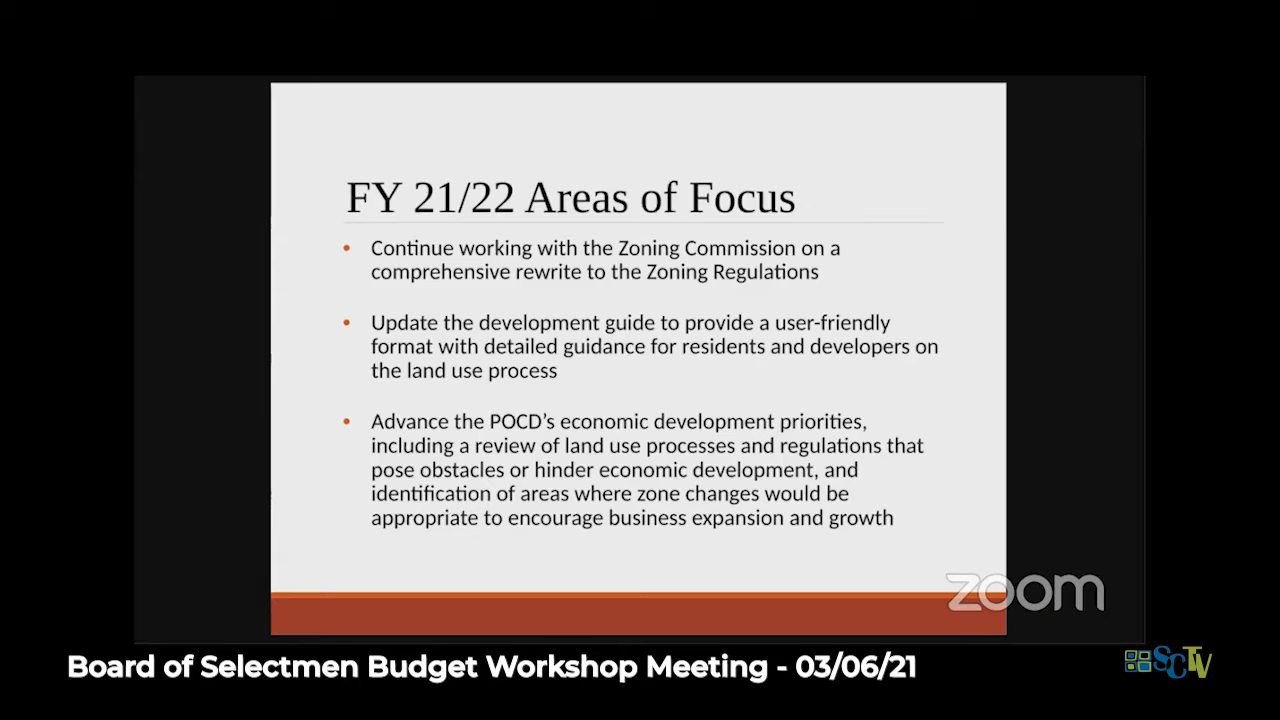 FY 21/22 Areas of Focus
• Continue working with the Zoning Commission on a
comprehensive rewrite to the Zoning Regulations
• Update the development guide to provide a user-friendly
format with detailed guidance for residents and developers on
the land use process
• Advance the POCD’s economic development priorities,
including a review of land use processes and regulations that
pose obstacles or hinder economic development, and
identification of areas where zone changes would be
appropriate to encourage business expansion and growth
zoom
Board of Selectmen Budget Workshop Meeting - 03/06/21
SCTV